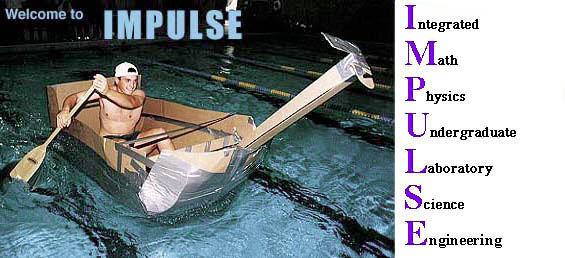 Welcome to IMPULSE
Integrated
Math
Physics
Undergraduate
Laboratory
Science
Engineering